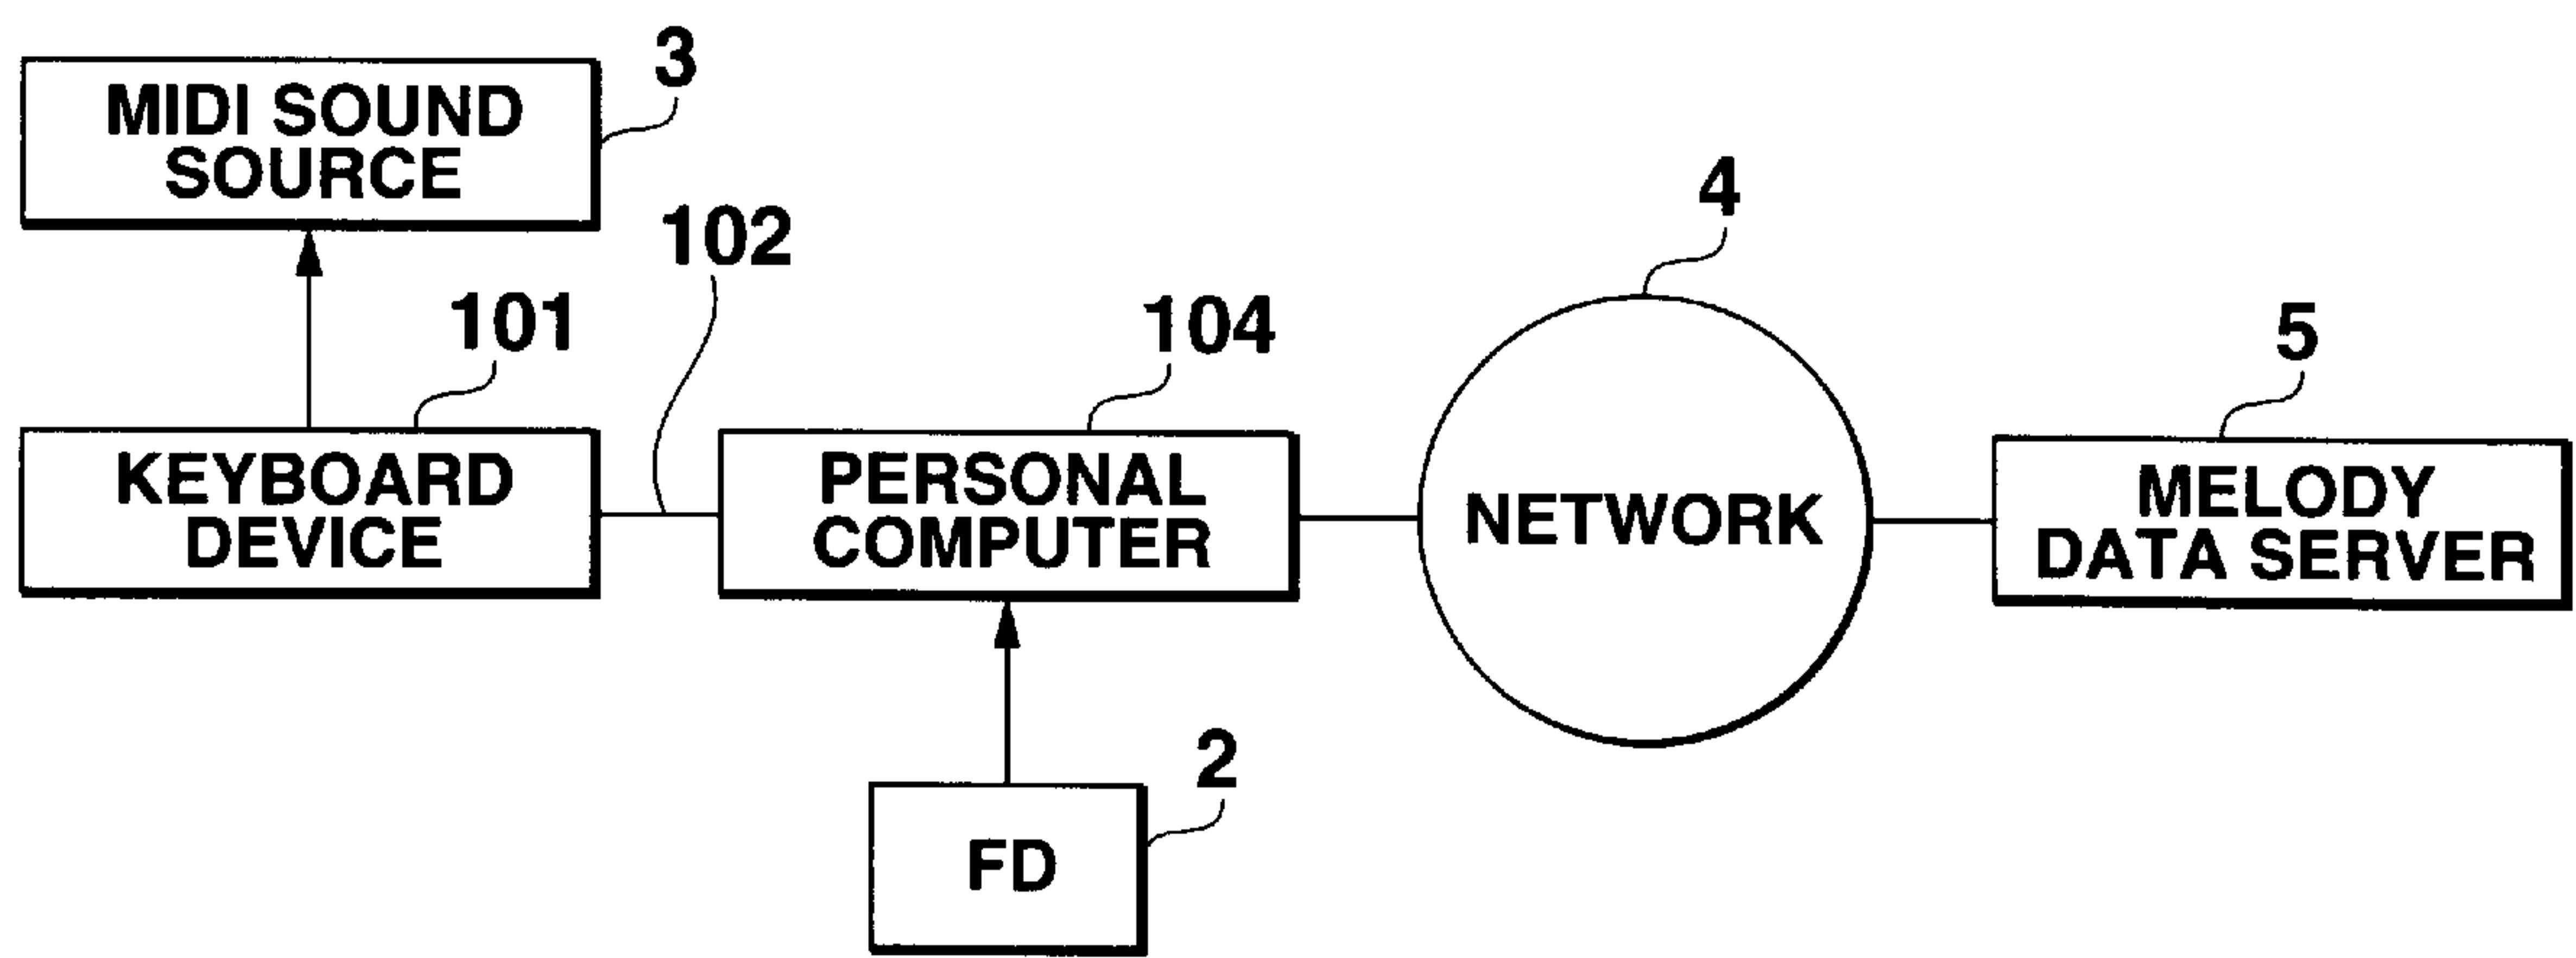 3
MIDI SOUND
SOURCE
102
4
101
104
5
KEYBOARD
DEVICE
PERSONAL
COMPUTER
NETWORK
MELODY
DATA SERVER
2
FD